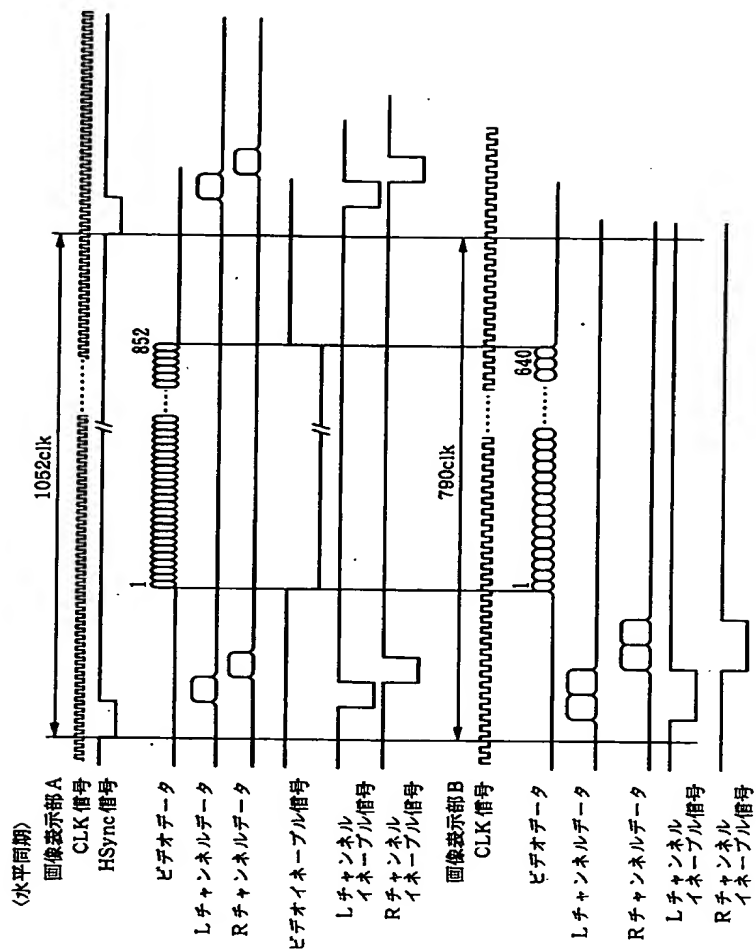 〈水平同期〉
画像表示部A
CLK信号
HSync信号
ビデオデータ
Lチャンネルデータ
Rチャンネルデータ
ビデオイネーブル信号
Lチャンネル
イネーブル信号
Rチャンネル
イネーブル信号
1052clk
1
852
画像表示部B
CLK信号
ビデオデータ
Lチャンネルデータ
Rチャンネルデータ
Lチャンネル
イネーブル信号
Rチャンネル
イネーブル信号
790clk
1
640